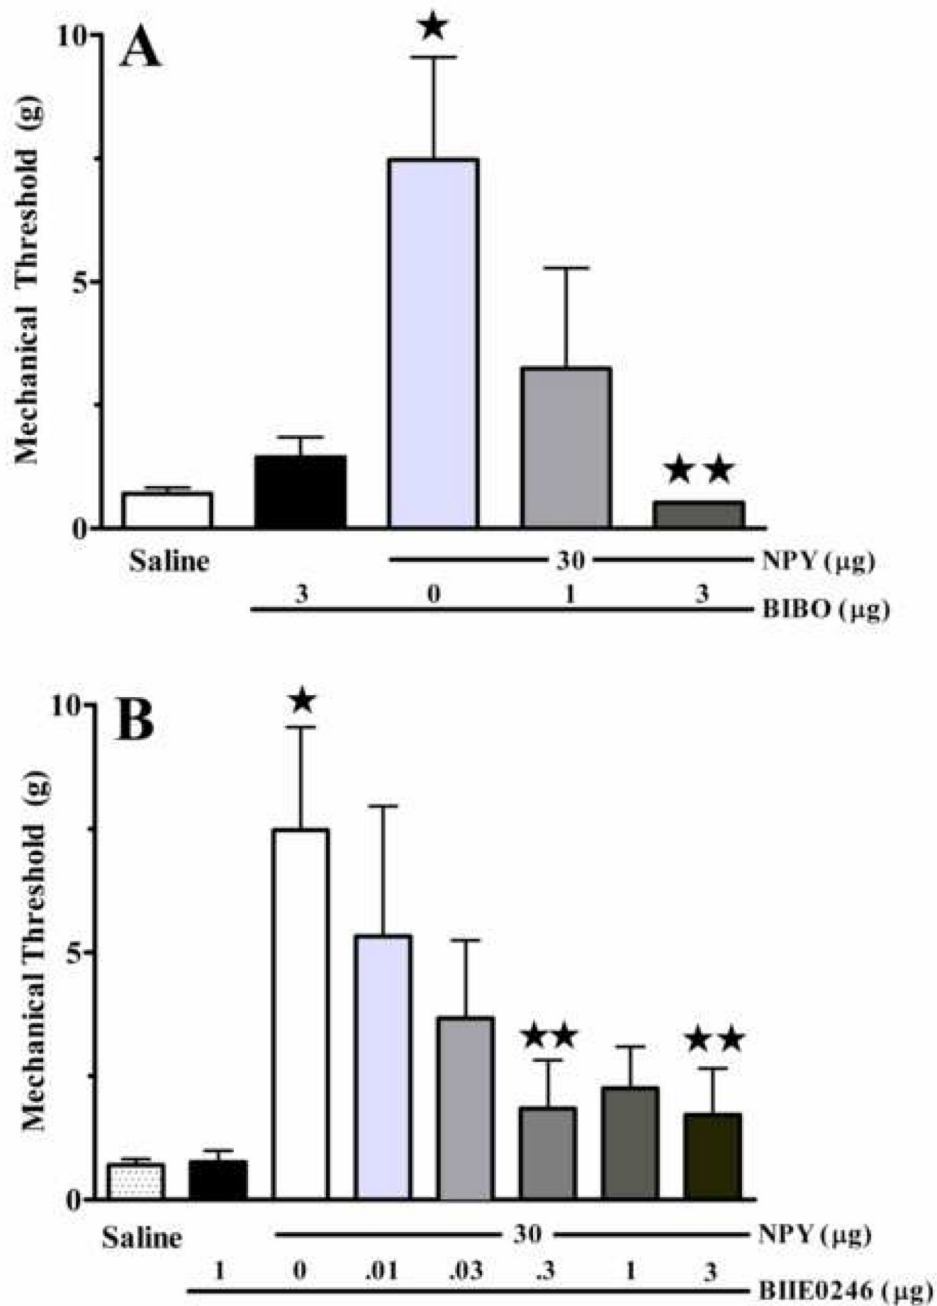 A
10
5
0
Mechanical Threshold (g)
★
★★
Saline
30 NPY (µg)
3 0 1 3 BIBO (µg)
B
10
5
0
Mechanical Threshold (g)
★
★★ ★★
Saline
30 NPY (µg)
1 0 .01 .03 .3 1 3 BIIE0246 (µg)